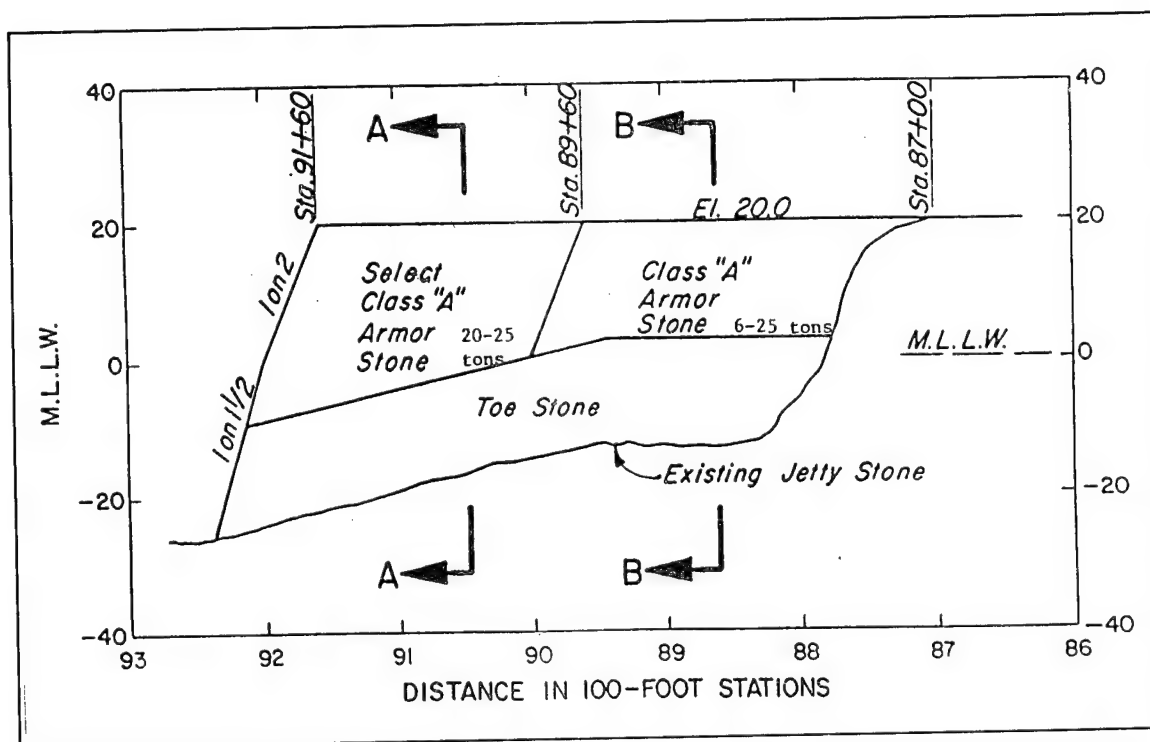 40
20
0
-20
-40
M.L.L.W.
Sta. 91+60
A
Sta. 89+60
B
Sta. 87+00
El. 20.0
1 on 2
1 on 1 1/2
Select
Class "A"
Armor 20-25
Stone tons
Class "A"
Armor
Stone 6-25 tons
M.L.L.W.
Toe Stone
Existing Jetty Stone
A
B
40
20
0
-20
-40
93 92 91 90 89 88 87 86
DISTANCE IN 100-FOOT STATIONS